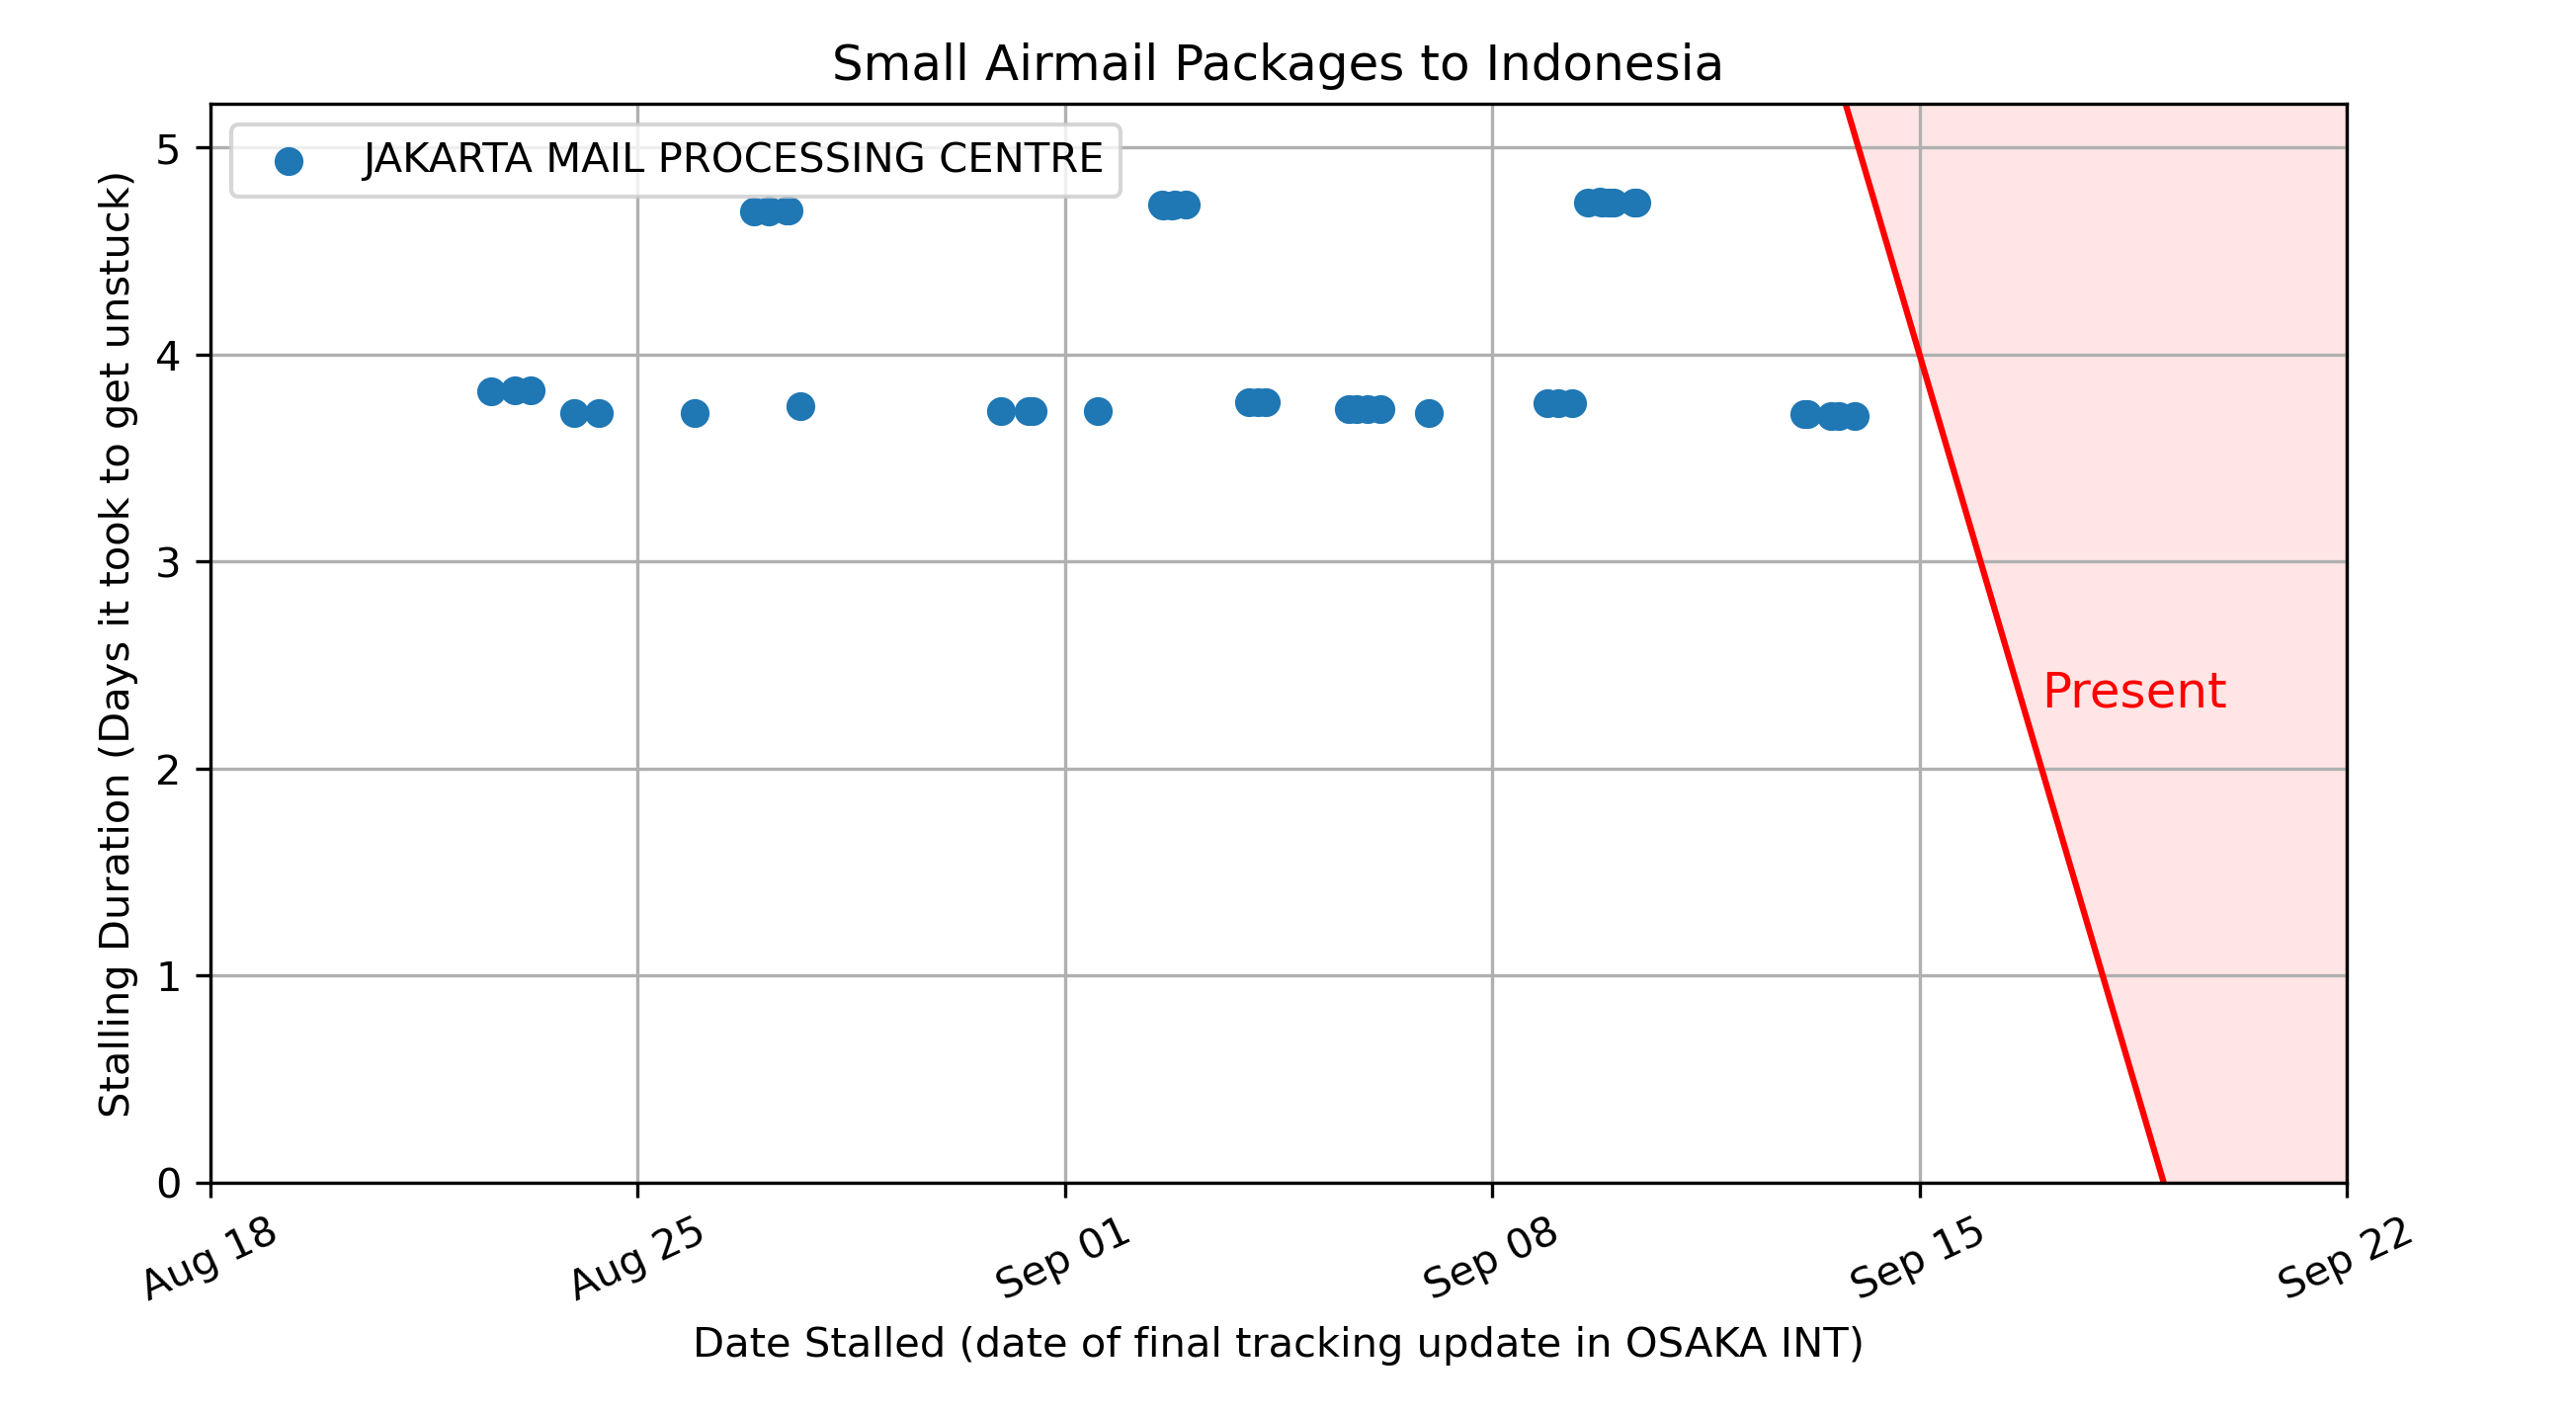 Small Airmail Packages to Indonesia
JAKARTA MAIL PROCESSING CENTRE
Stalling Duration (Days it took to get unstuck)
5
4
3
2
1
0
Present
Aug 18
Aug 25
Sep 01
Sep 08
Sep 15
Sep 22
Date Stalled (date of final tracking update in OSAKA INT)